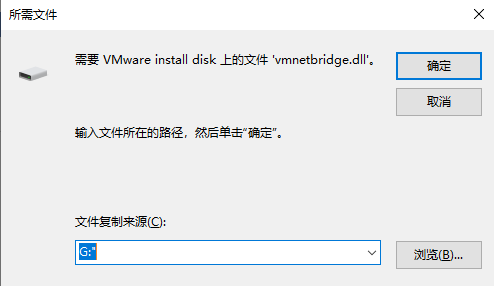 所需文件
需要 VMware install disk 上的文件 'vmnetbridge.dll'。
确定
取消
输入文件所在的路径，然后单击"确定"。
文件复制来源(C):
G:"
浏览(B)...